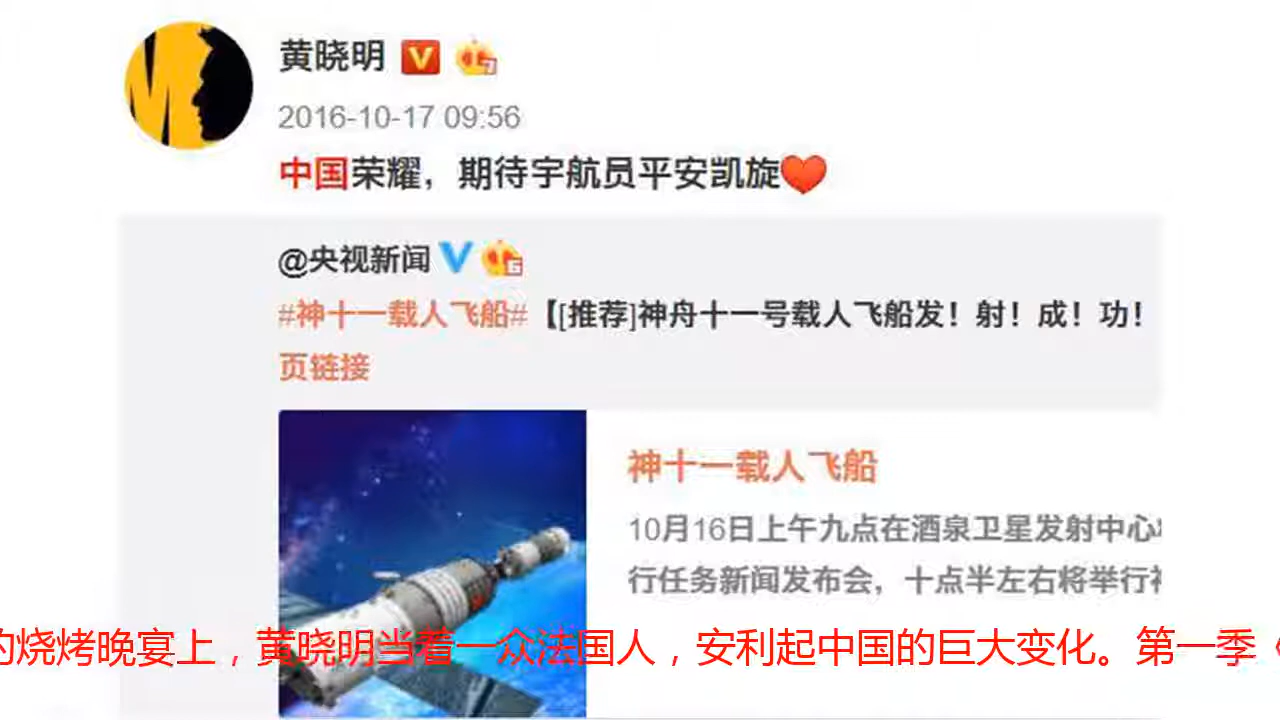 黄晓明 V 7
2016-10-17 09:56
中国荣耀，期待宇航员平安凯旋
@央视新闻 V 6
#神十一载人飞船#【[推荐]神舟十一号载人飞船发！射！成！功！
页链接
神十一载人飞船
10月16日上午九点在酒泉卫星发射中心
行任务新闻发布会，十点半左右将举行
的烧烤晚宴上，黄晓明当着一众法国人，安利起中国的巨大变化。第一季《